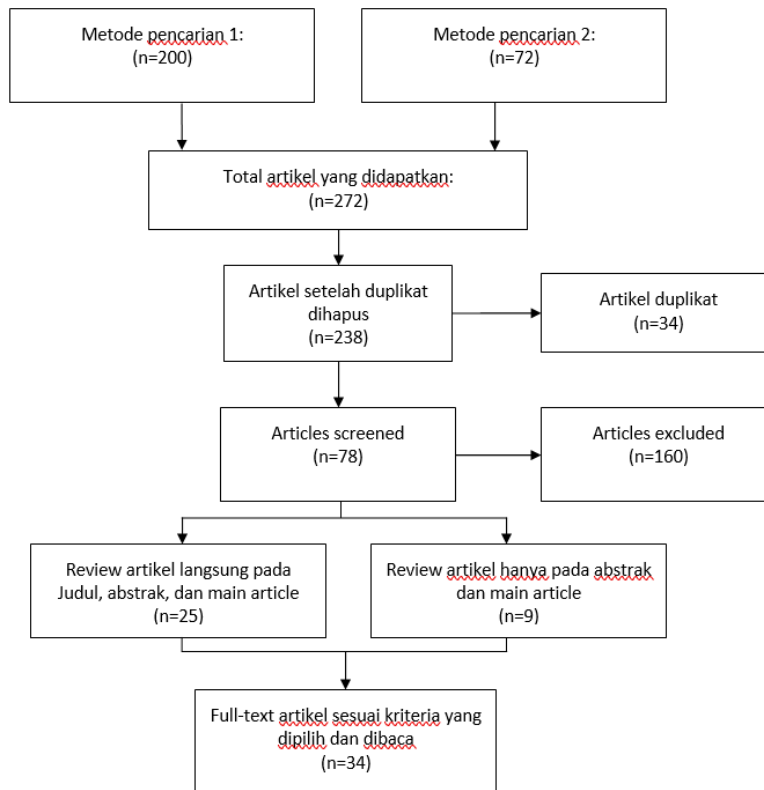 Metode pencarian 1:
(n=200)
Metode pencarian 2:
(n=72)
Total artikel yang didapatkan:
(n=272)
Artikel setelah duplikat
dihapus
(n=238)
Artikel duplikat
(n=34)
Articles screened
(n=78)
Articles excluded
(n=160)
Review artikel langsung pada
Judul, abstrak, dan main article
(n=25)
Review artikel hanya pada abstrak
dan main article
(n=9)
Full-text artikel sesuai kriteria yang
dipilih dan dibaca
(n=34)